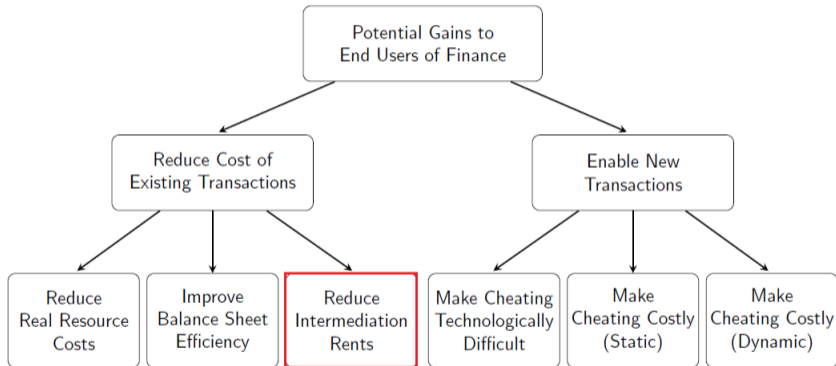 Potential Gains to
End Users of Finance
Reduce Cost of
Existing Transactions
Enable New
Transactions
Reduce
Real Resource
Costs
Improve
Balance Sheet
Efficiency
Reduce
Intermediation
Rents
Make Cheating
Technologically
Difficult
Make
Cheating Costly
(Static)
Make
Cheating Costly
(Dynamic)